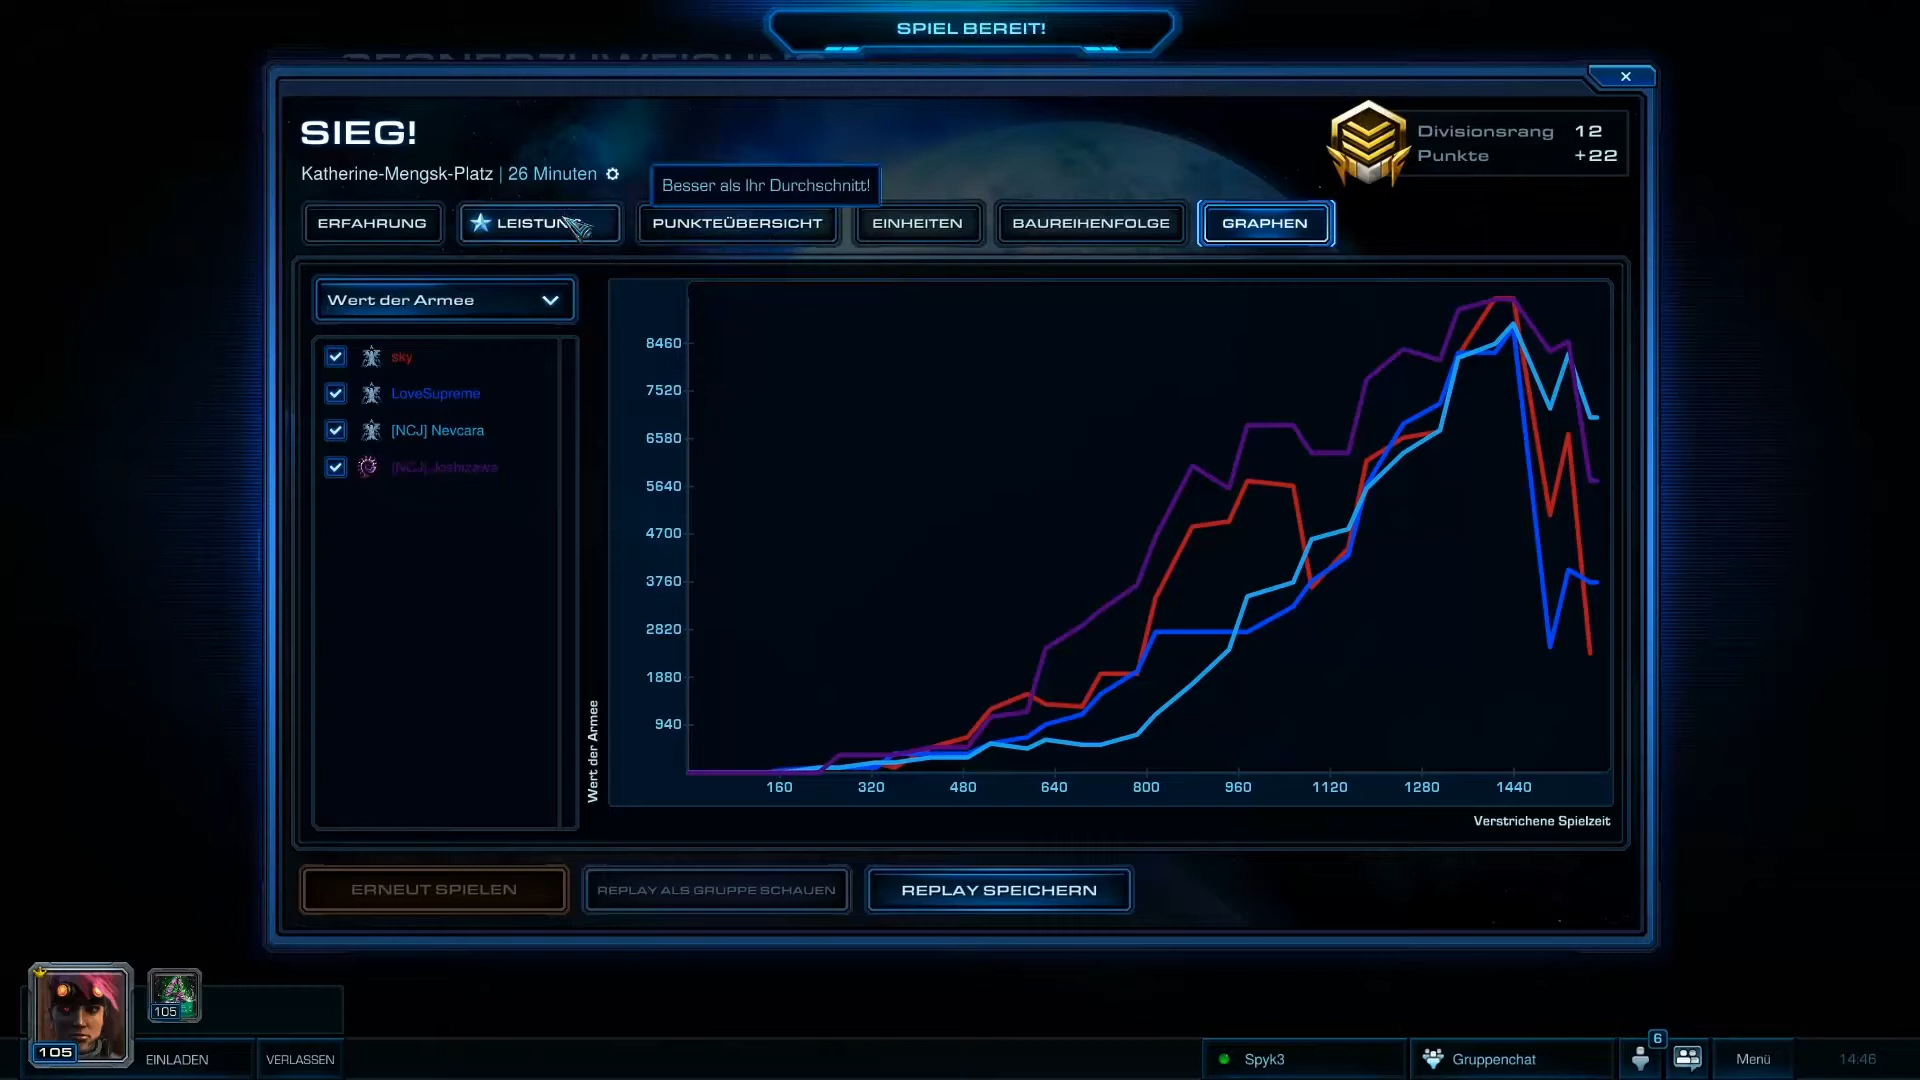 SPIEL BEREIT!
SIEG!
Katherine-Mengsk-Platz | 26 Minuten
Divisionsrang 12
Punkte +22
Besser als Ihr Durchschnitt!
ERFAHRUNG
LEISTUNG
PUNKTEÜBERSICHT
EINHEITEN
BAUREIHENFOLGE
GRAPHEN
Wert der Armee
sky
LoveSupreme
[NCJ] Nevcara
[NCJ] Joshizawa
8460
7520
6580
5640
4700
3760
2820
1880
940
Wert der Armee
160 320 480 640 800 960 1120 1280 1440
Verstrichene Spielzeit
ERNEUT SPIELEN
REPLAY ALS GRUPPE SCHAUEN
REPLAY SPEICHERN
105
105
EINLADEN
VERLASSEN
Spyk3
Gruppenchat
6
Menü
14:46